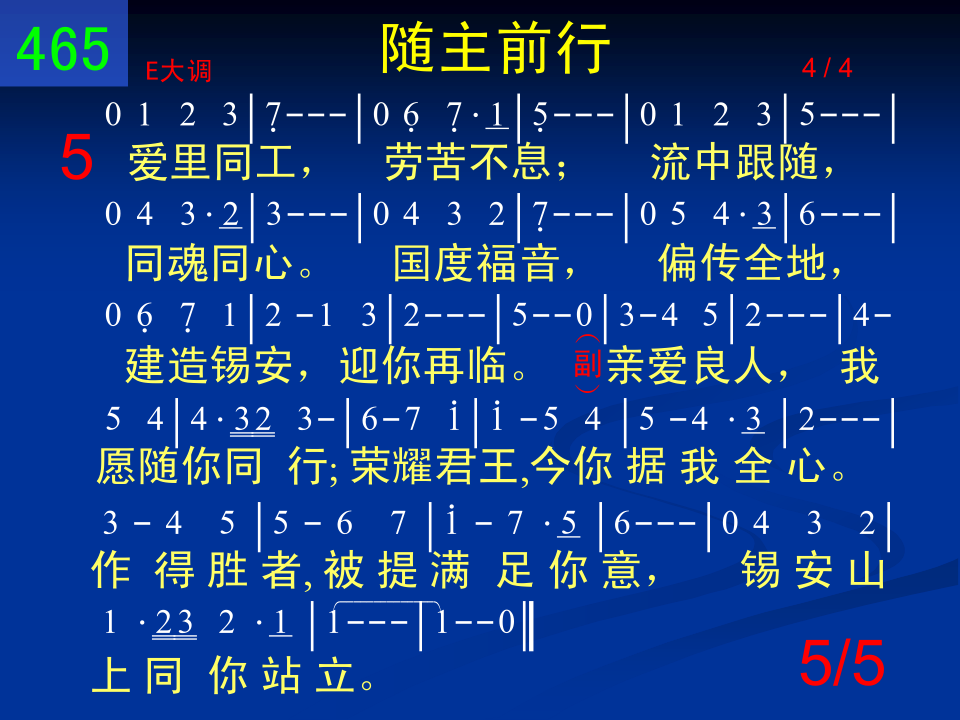 465 随主前行
E大调 4 / 4
0 1 2 3|7̣---|0 6̣ 7̣·1|5̣---|0 1 2 3|5---|
5 爱里同工， 劳苦不息； 流中跟随，
0 4 3·2|3---|0 4 3 2|7̣---|0 5 4·3|6---|
同魂同心。 国度福音， 偏传全地，
0 6̣ 7̣ 1|2 -1 3|2---|5--0|3-4 5|2---|4-
建造锡安，迎你再临。（副）亲爱良人， 我
5 4|4·32 3-|6-7 i|i -5 4|5 -4 ·3|2---|
愿随你同 行; 荣耀君王,今你 据 我 全 心。
3 - 4 5|5 - 6 7|i - 7 ·5|6---|0 4 3 2|
作 得 胜 者, 被 提 满 足 你 意， 锡 安 山
1 ·23 2 ·1|1---|1--0‖
上 同 你 站 立。
5/5